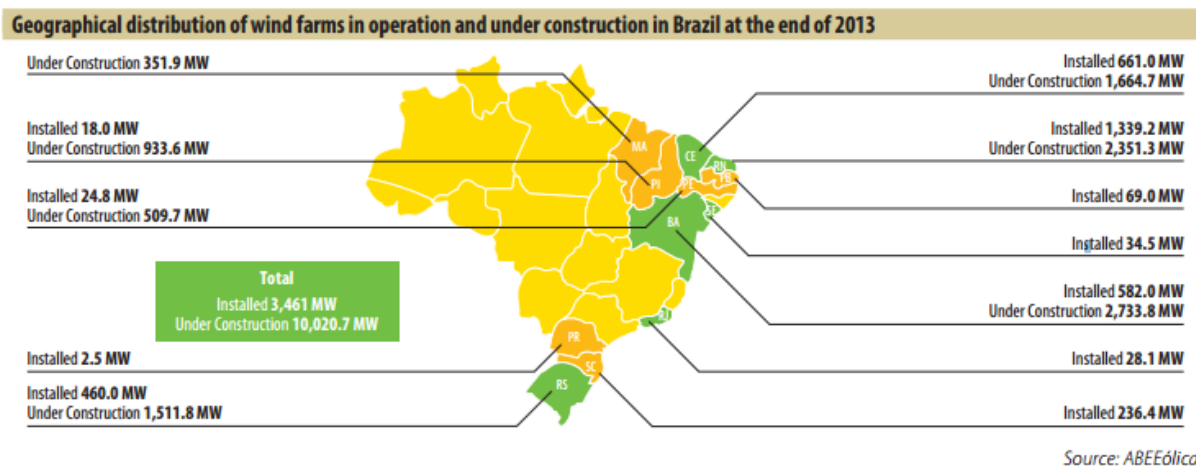 Geographical distribution of wind farms in operation and under construction in Brazil at the end of 2013
Under Construction 351.9 MW
Installed 18.0 MW
Under Construction 933.6 MW
Installed 24.8 MW
Under Construction 509.7 MW
Total
Installed 3,461 MW
Under Construction 10,020.7 MW
Installed 2.5 MW
Installed 460.0 MW
Under Construction 1,511.8 MW
MA
PI
CE
RN
PB
PE
SE
BA
RJ
PR
SC
RS
Installed 661.0 MW
Under Construction 1,664.7 MW
Installed 1,339.2 MW
Under Construction 2,351.3 MW
Installed 69.0 MW
Installed 34.5 MW
Installed 582.0 MW
Under Construction 2,733.8 MW
Installed 28.1 MW
Installed 236.4 MW
Source: ABEEólica